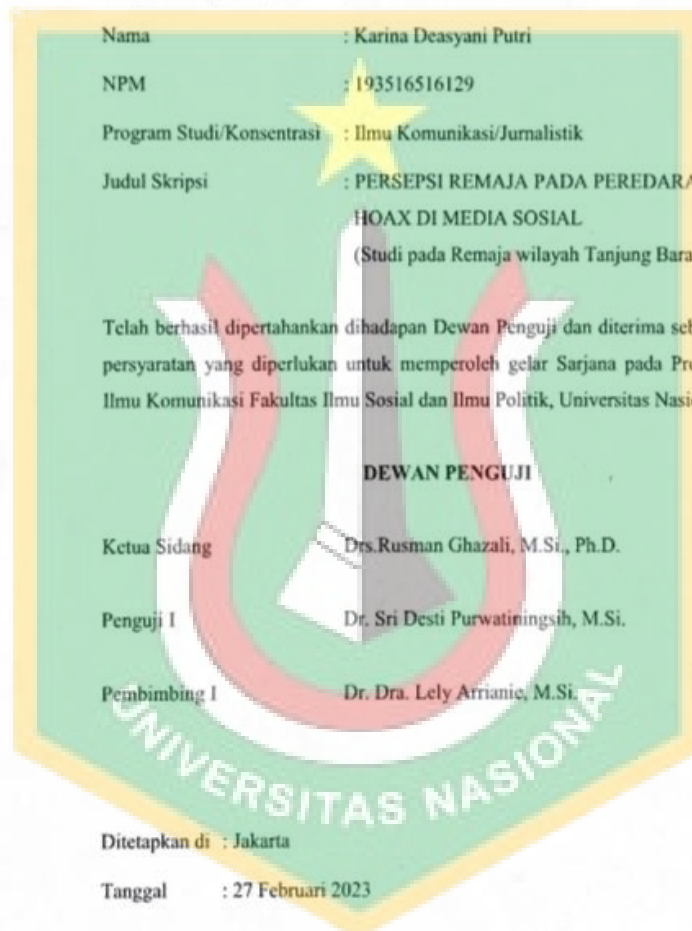 Nama : Karina Deasyani Putri
NPM : 193516516129
Program Studi/Konsentrasi : Ilmu Komunikasi/Jurnalistik
Judul Skripsi : PERSEPSI REMAJA PADA PEREDARA
HOAX DI MEDIA SOSIAL
(Studi pada Remaja wilayah Tanjung Bara
Telah berhasil dipertahankan dihadapan Dewan Penguji dan diterima seb
persyaratan yang diperlukan untuk memperoleh gelar Sarjana pada Pro
Ilmu Komunikasi Fakultas Ilmu Sosial dan Ilmu Politik, Universitas Nasi
DEWAN PENGUJI
Ketua Sidang Drs.Rusman Ghazali, M.Si., Ph.D.
Penguji I Dr. Sri Desti Purwatiningsih, M.Si.
Pembimbing I Dr. Dra. Lely Arrianie, M.Si.
UNIVERSITAS NASIONAL
Ditetapkan di : Jakarta
Tanggal : 27 Februari 2023